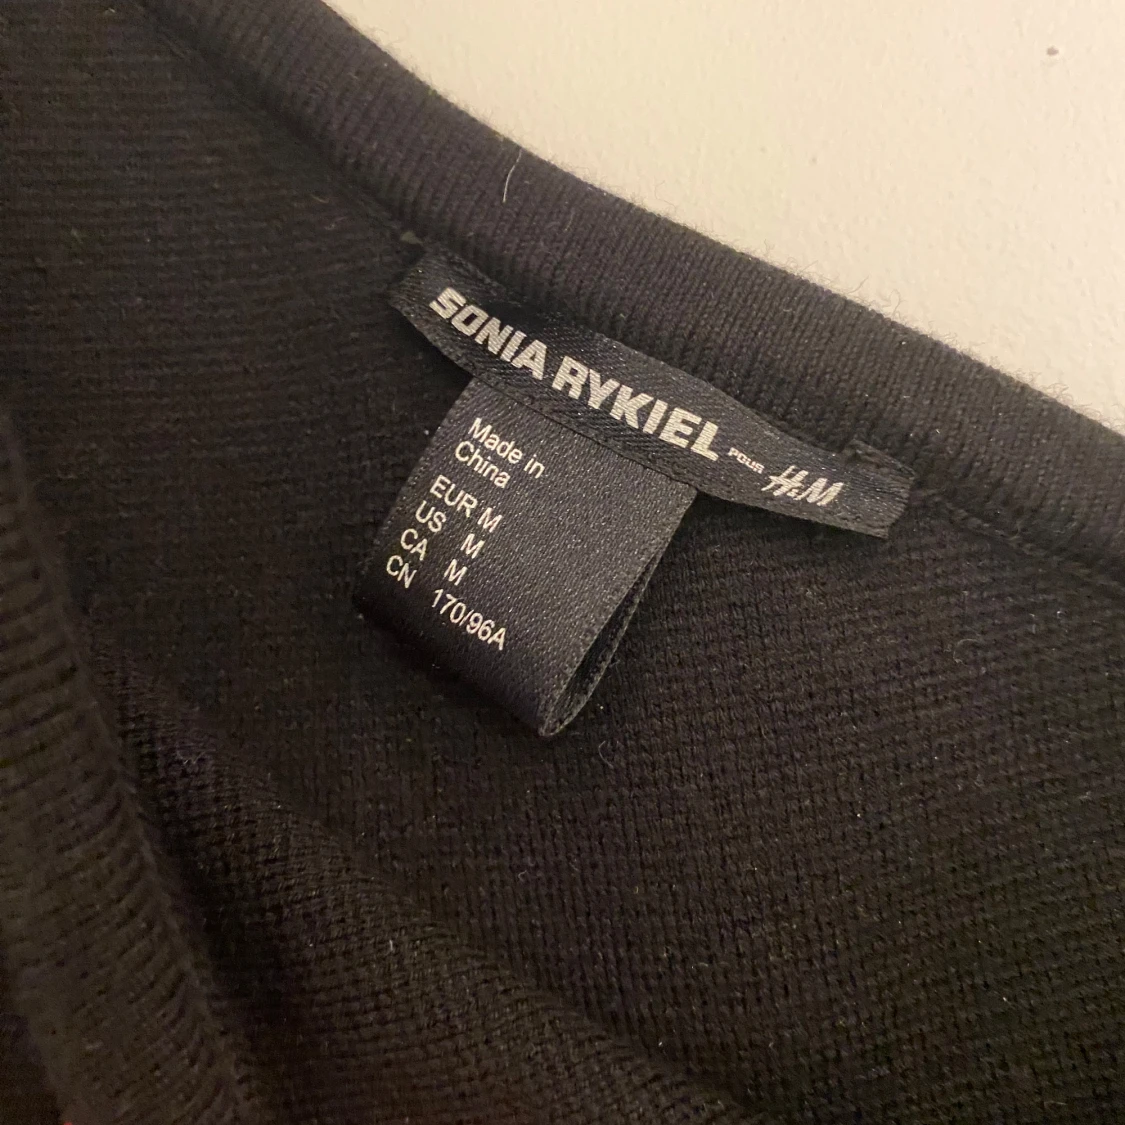 SONIA RYKIEL POUR H&M
Made in
China
EUR M
US M
CA M
CN 170/96A